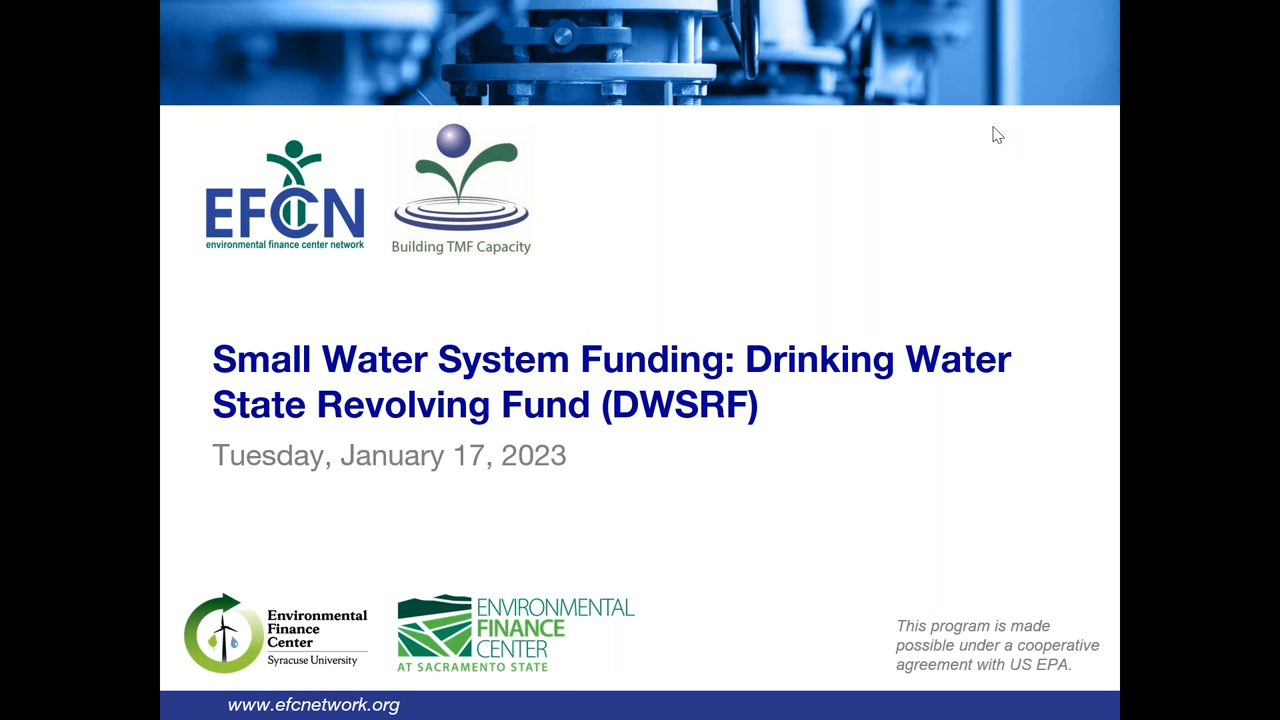 EFCN
environmental finance center network
Building TMF Capacity
Small Water System Funding: Drinking Water
State Revolving Fund (DWSRF)
Tuesday, January 17, 2023
Environmental
Finance
Center
Syracuse University
ENVIRONMENTAL
FINANCE
CENTER
AT SACRAMENTO STATE
This program is made
possible under a cooperative
agreement with US EPA.
www.efcnetwork.org